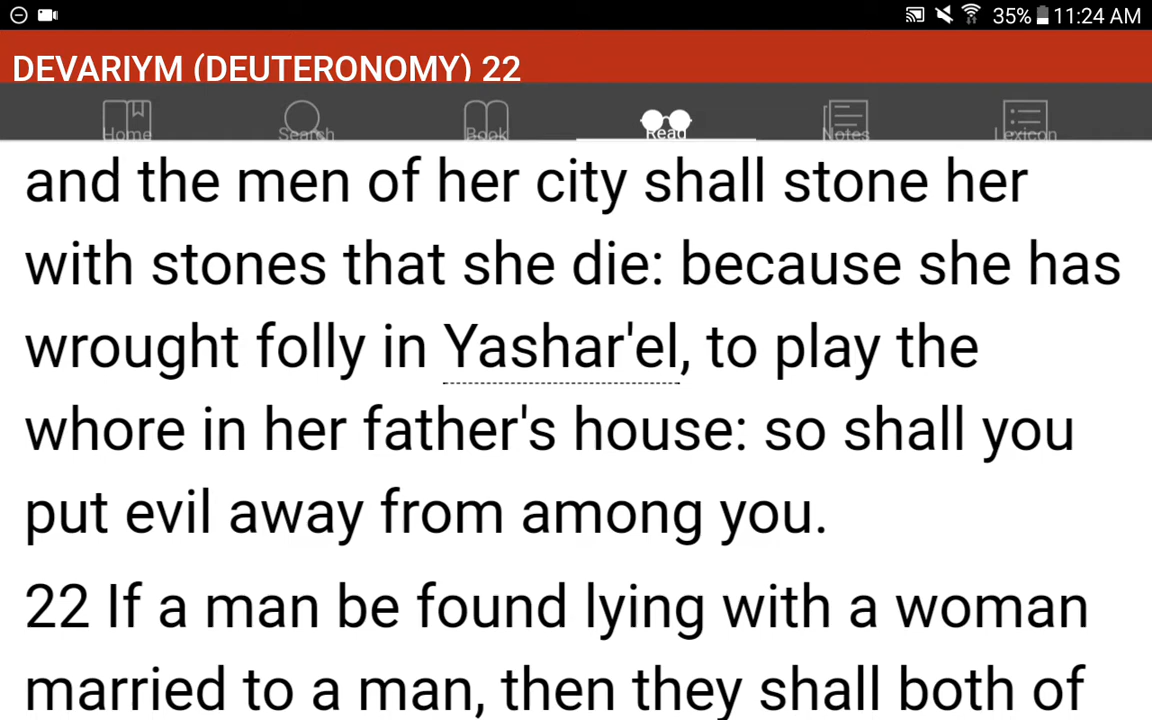 35% 11:24 AM
DEVARIYM (DEUTERONOMY) 22
Home Search Book Read Notes Lexicon
and the men of her city shall stone her
with stones that she die: because she has
wrought folly in Yashar'el, to play the
whore in her father's house: so shall you
put evil away from among you.
22 If a man be found lying with a woman
married to a man, then they shall both of